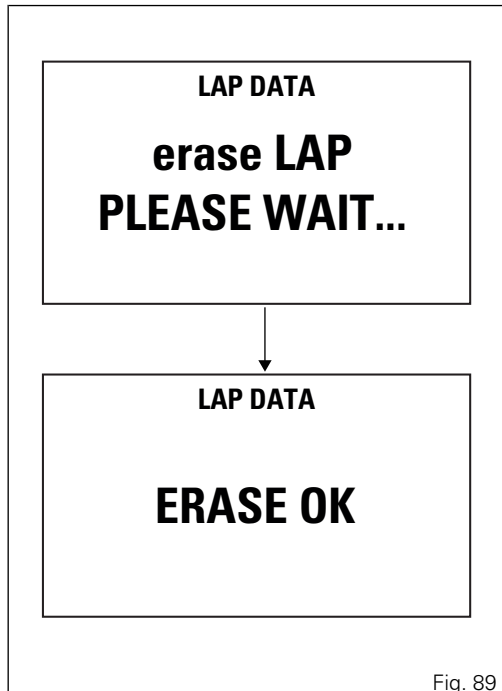 LAP DATA
erase LAP
PLEASE WAIT...
LAP DATA
ERASE OK
Fig. 89